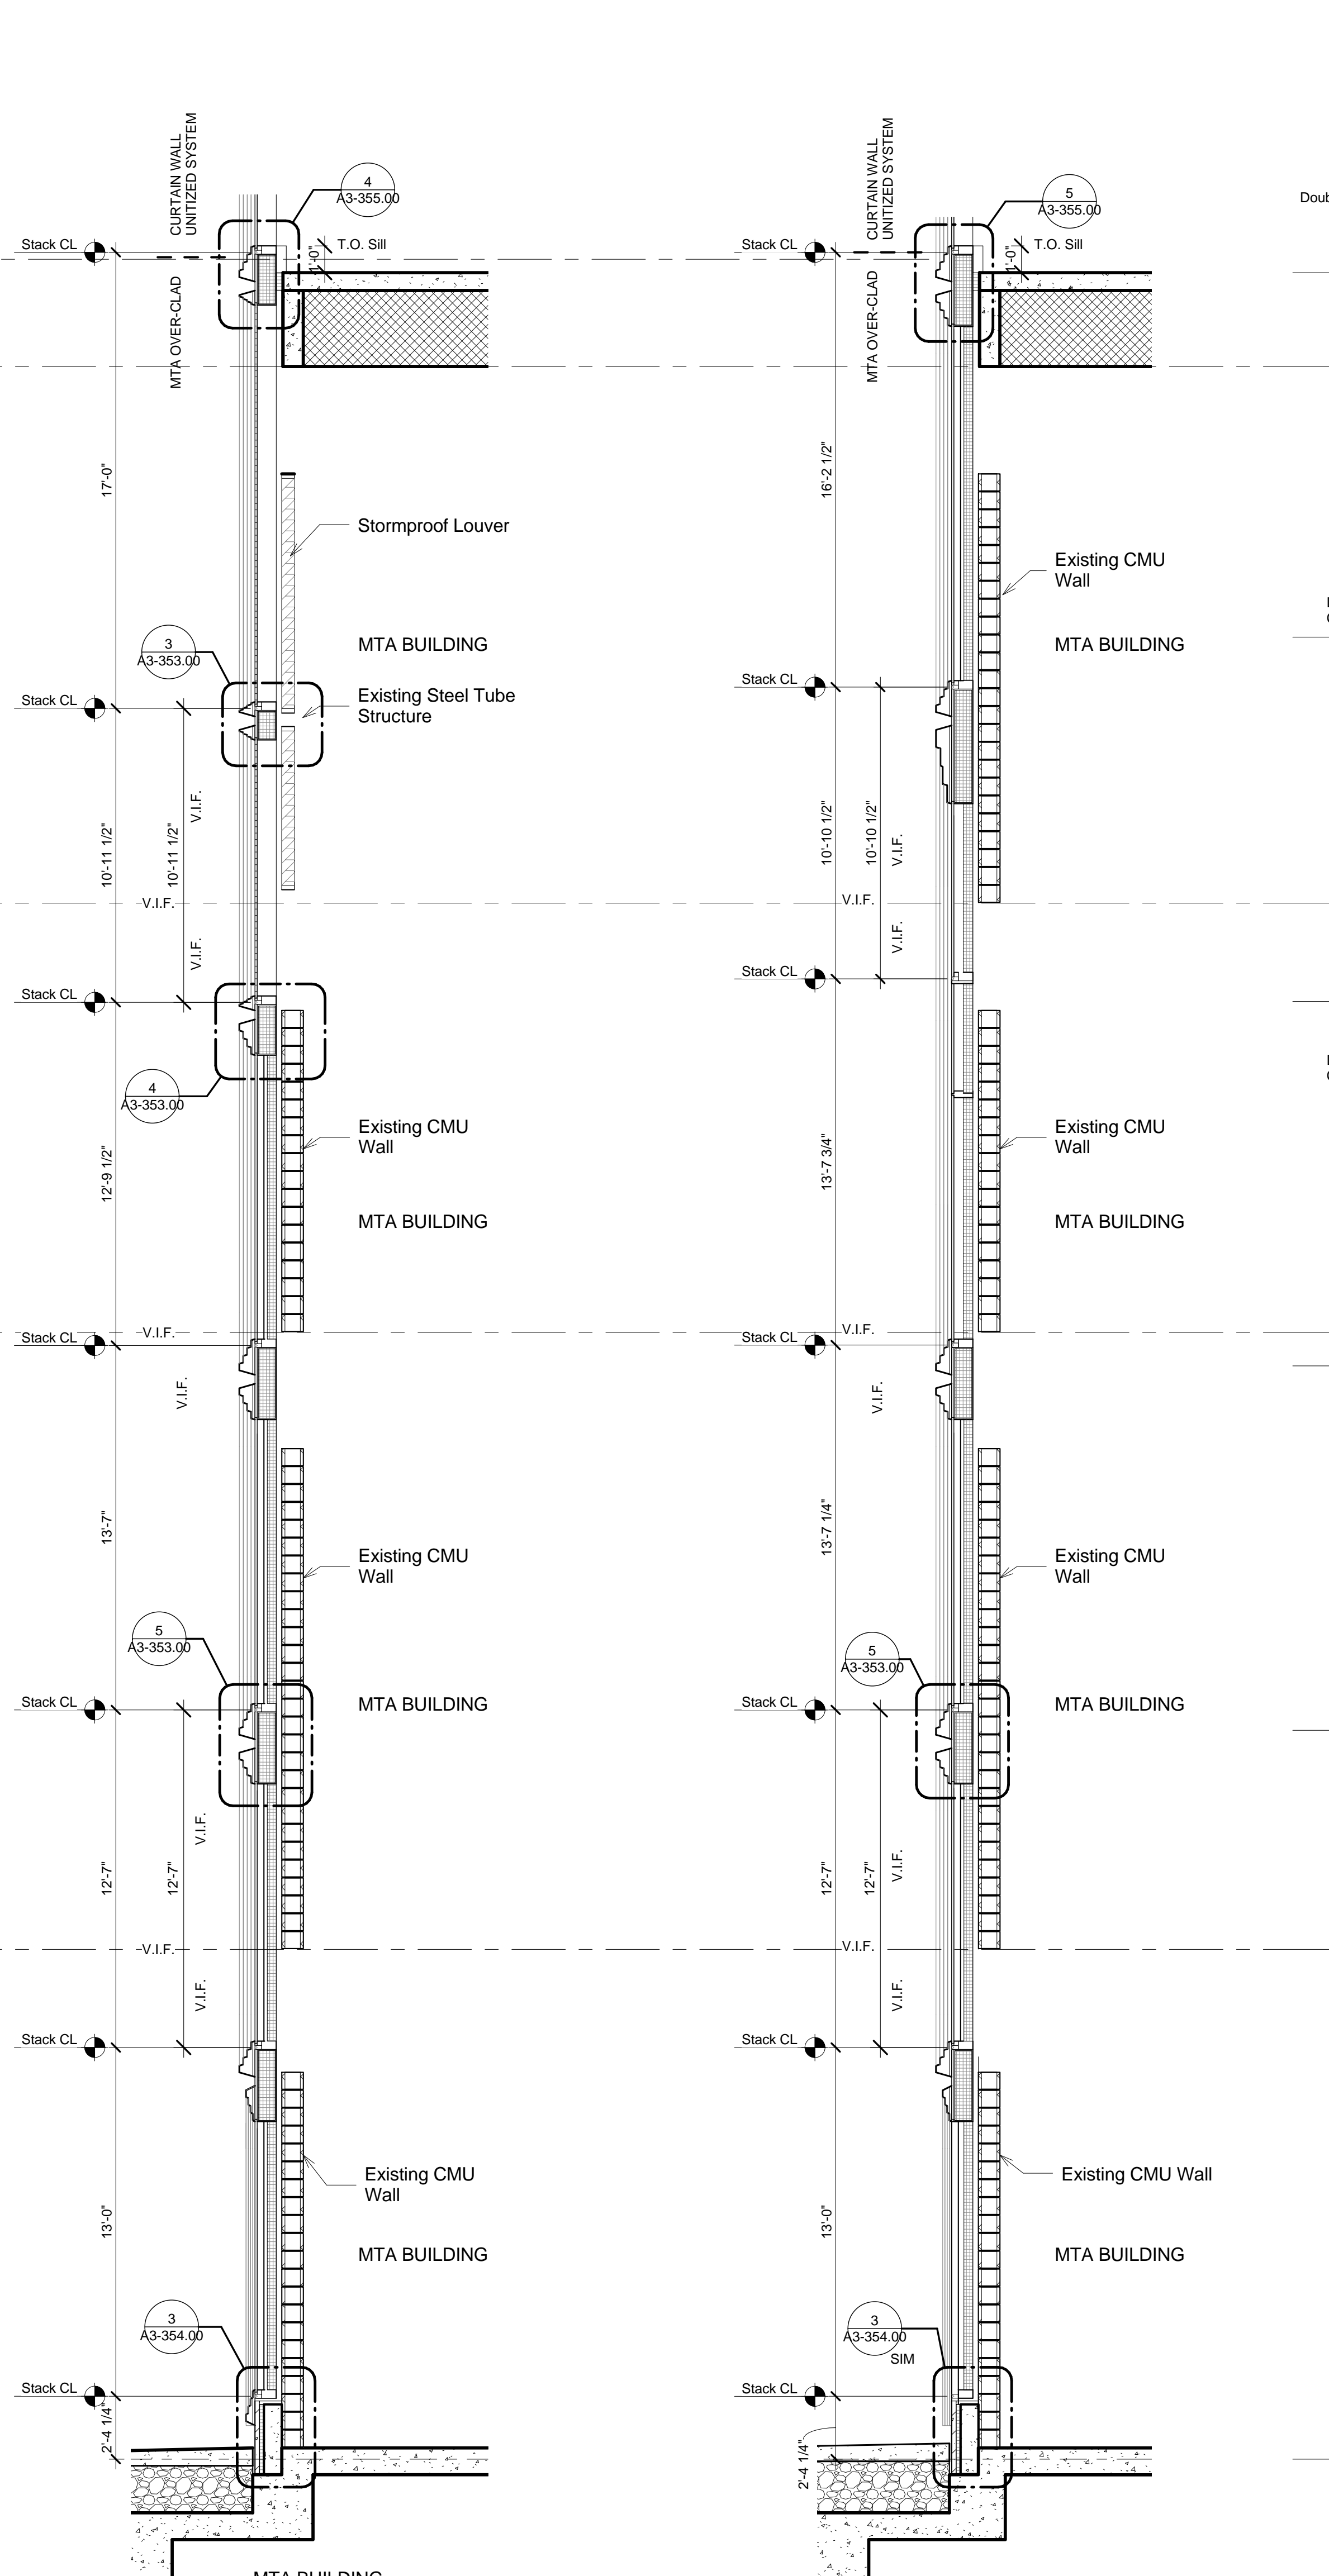 CURTAIN WALL
UNITIZED SYSTEM
4
A3-355.00
Stack CL
T.O. Sill
1'-0"
MTA OVER-CLAD
17'-0"
Stormproof Louver
3
A3-353.00
MTA BUILDING
Stack CL
Existing Steel Tube
Structure
V.I.F.
10'-11 1/2"
10'-11 1/2"
V.I.F.
V.I.F.
Stack CL
4
A3-353.00
Existing CMU
Wall
12'-9 1/2"
MTA BUILDING
Stack CL
V.I.F.
V.I.F.
13'-7"
Existing CMU
Wall
5
A3-353.00
Stack CL
MTA BUILDING
V.I.F.
12'-7"
12'-7"
V.I.F.
V.I.F.
Stack CL
Existing CMU
Wall
13'-0"
MTA BUILDING
3
A3-354.00
Stack CL
2'-4 1/4"
MTA BUILDING
CURTAIN WALL
UNITIZED SYSTEM
5
A3-355.00
Stack CL
T.O. Sill
1'-0"
MTA OVER-CLAD
16'-2 1/2"
Existing CMU
Wall
MTA BUILDING
Stack CL
10'-10 1/2"
10'-10 1/2"
V.I.F.
V.I.F.
V.I.F.
Stack CL
Existing CMU
Wall
13'-7 3/4"
MTA BUILDING
Stack CL
V.I.F.
V.I.F.
13'-7 1/4"
Existing CMU
Wall
5
A3-353.00
Stack CL
MTA BUILDING
12'-7"
12'-7"
V.I.F.
V.I.F.
V.I.F.
Stack CL
Existing CMU Wall
13'-0"
MTA BUILDING
3
A3-354.00
SIM
Stack CL
2'-4 1/4"